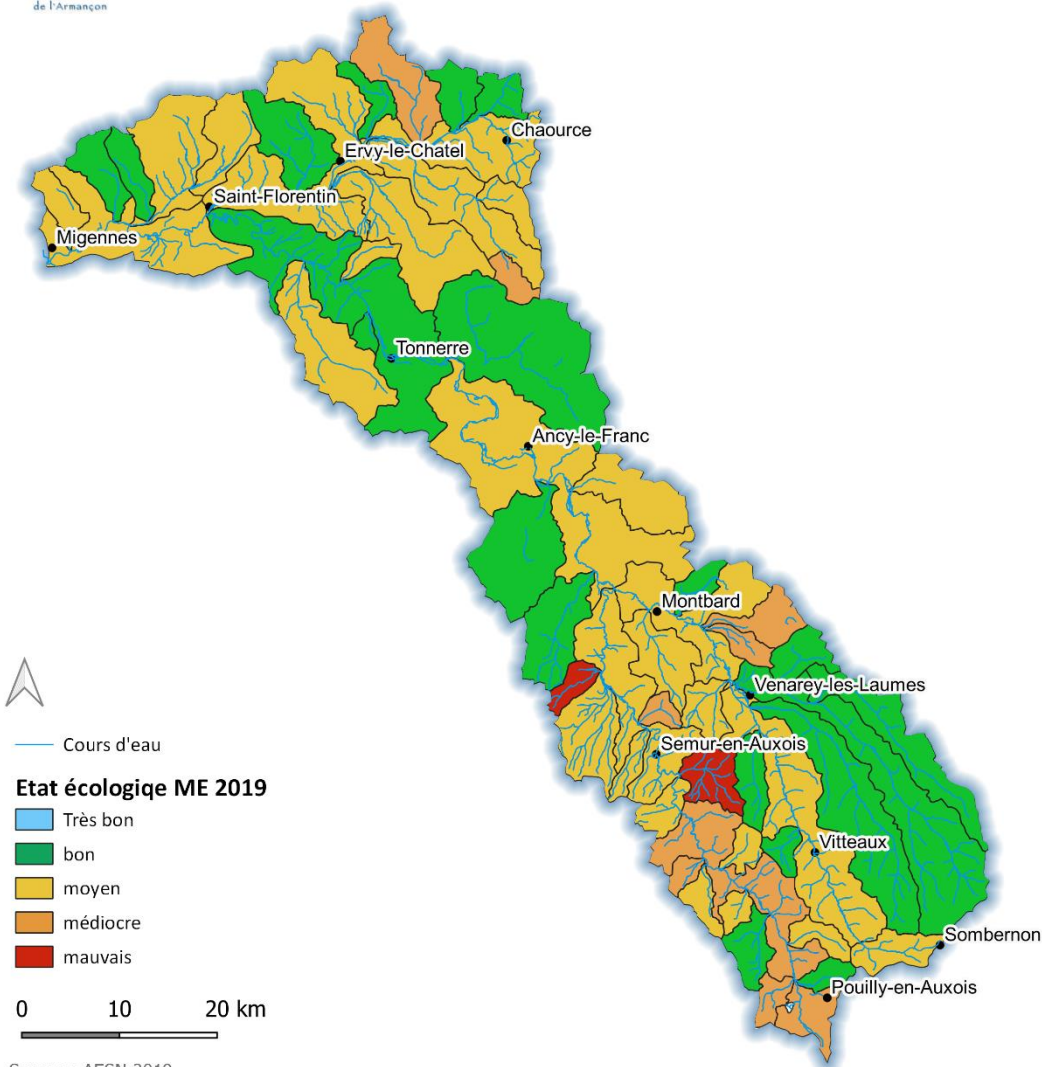 de l'Armançon
Chaource
Ervy-le-Chatel
Saint-Florentin
Migennes
Tonnerre
Ancy-le-Franc
Montbard
Venarey-les-Laumes
Semur-en-Auxois
Vitteaux
Sombernon
Pouilly-en-Auxois
Cours d'eau
Etat écologiqe ME 2019
Très bon
bon
moyen
médiocre
mauvais
0 10 20 km